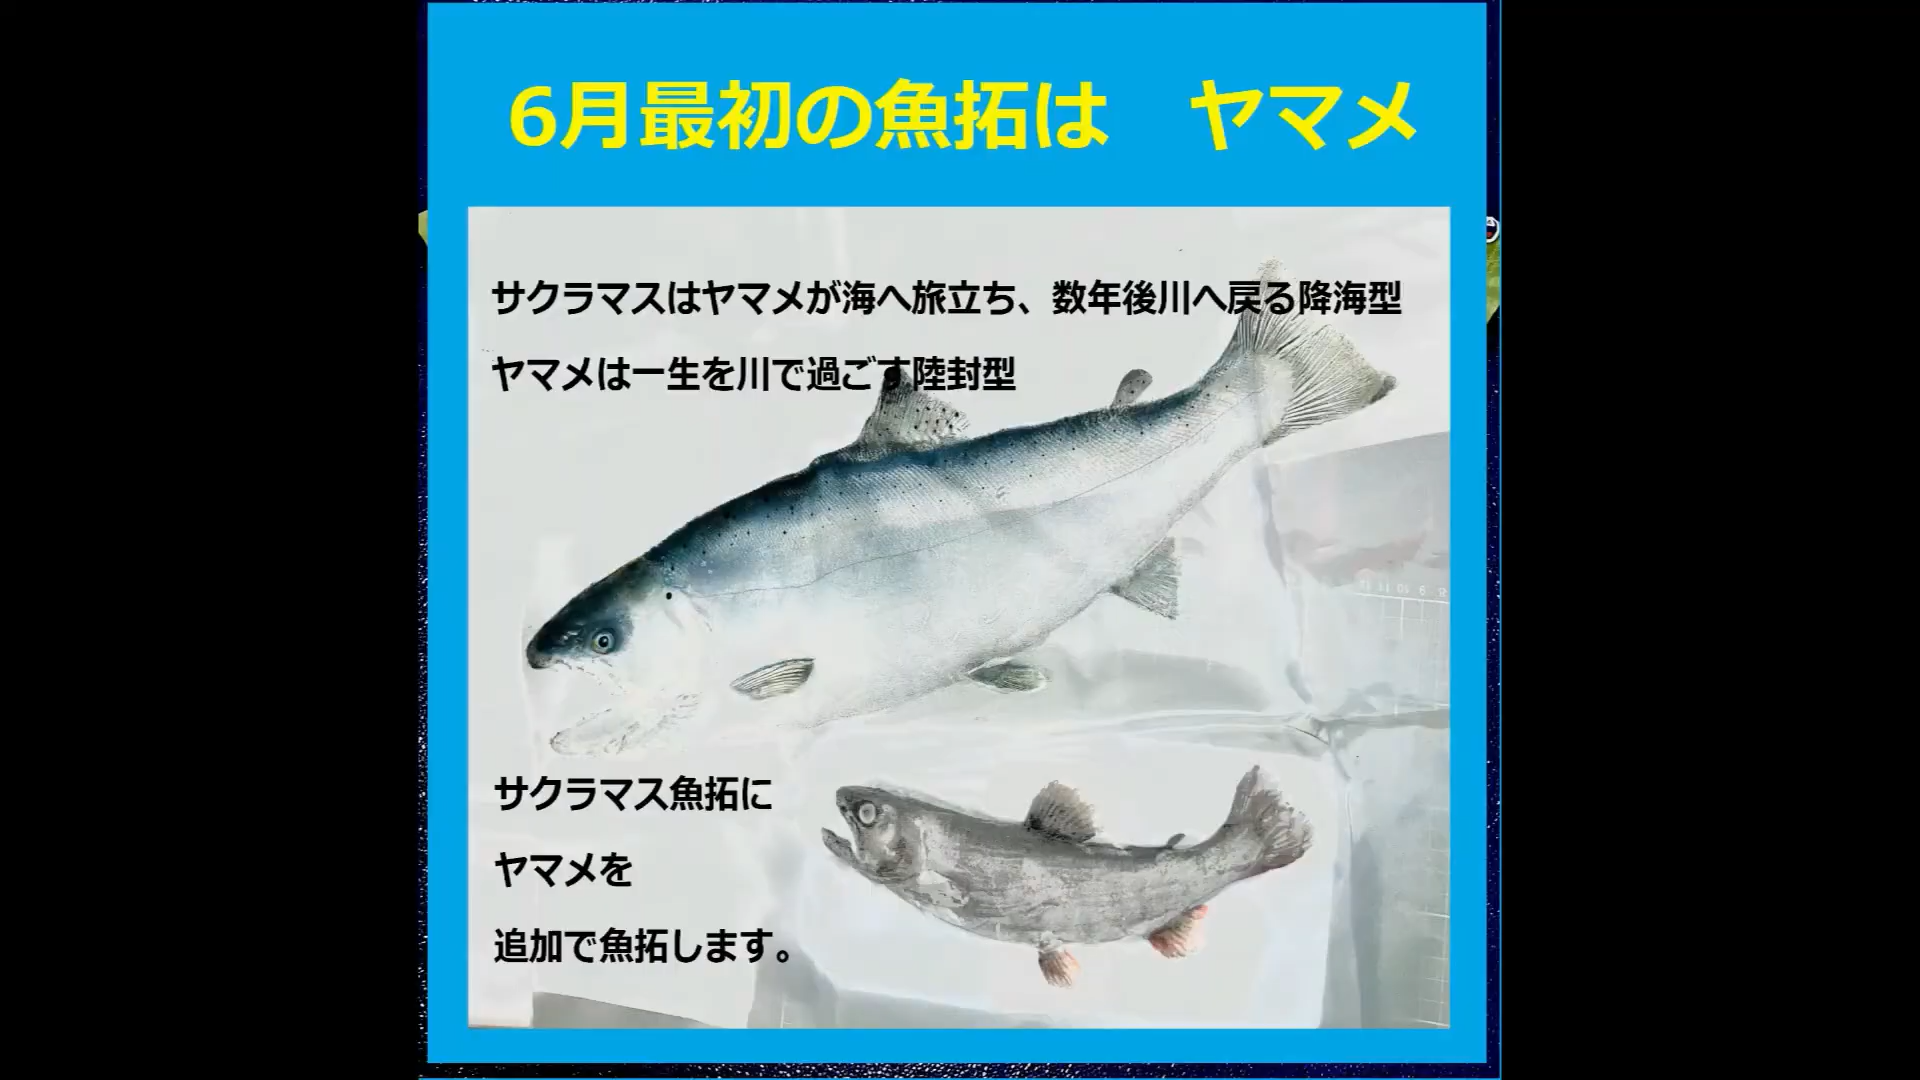 6月最初の魚拓は　ヤマメ
サクラマスはヤマメが海へ旅立ち、数年後川へ戻る降海型
ヤマメは一生を川で過ごす陸封型
サクラマス魚拓に
ヤマメを
追加で魚拓します。